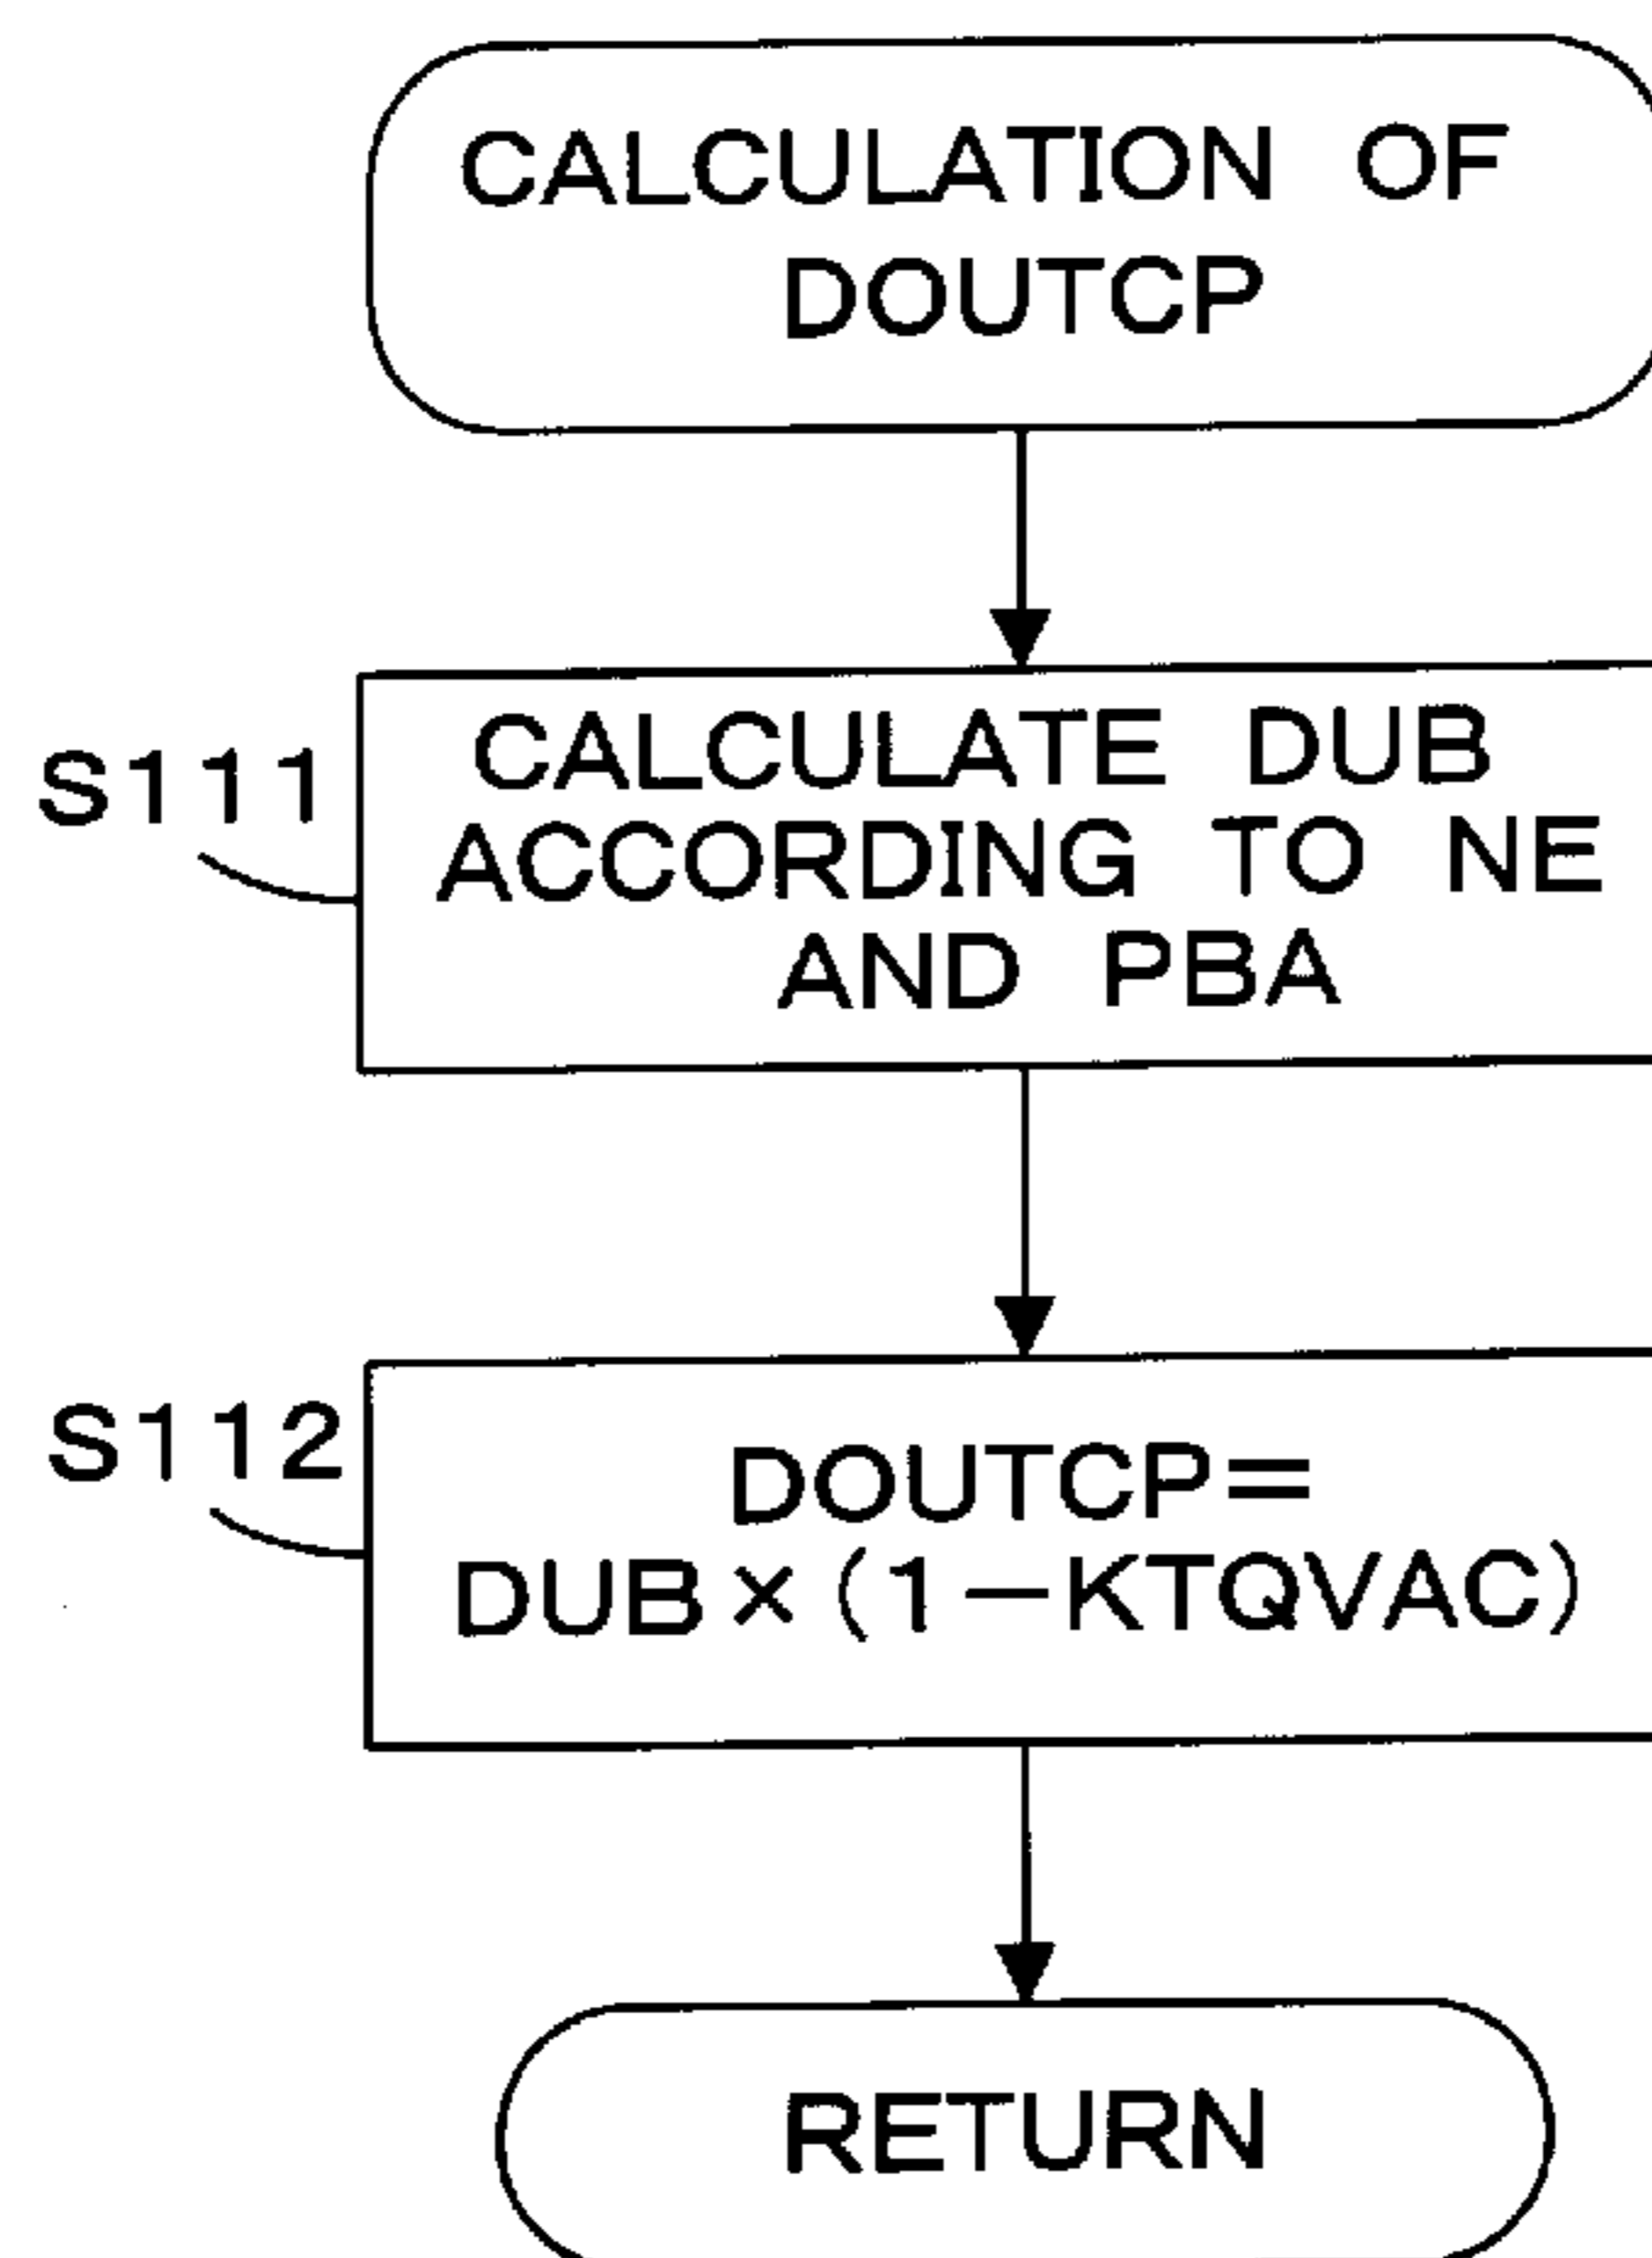 CALCULATION OF
DOUTCP
S111
CALCULATE DUB
ACCORDING TO NE
AND PBA
S112
DOUTCP=
DUB×(1-KTQVAC)
RETURN